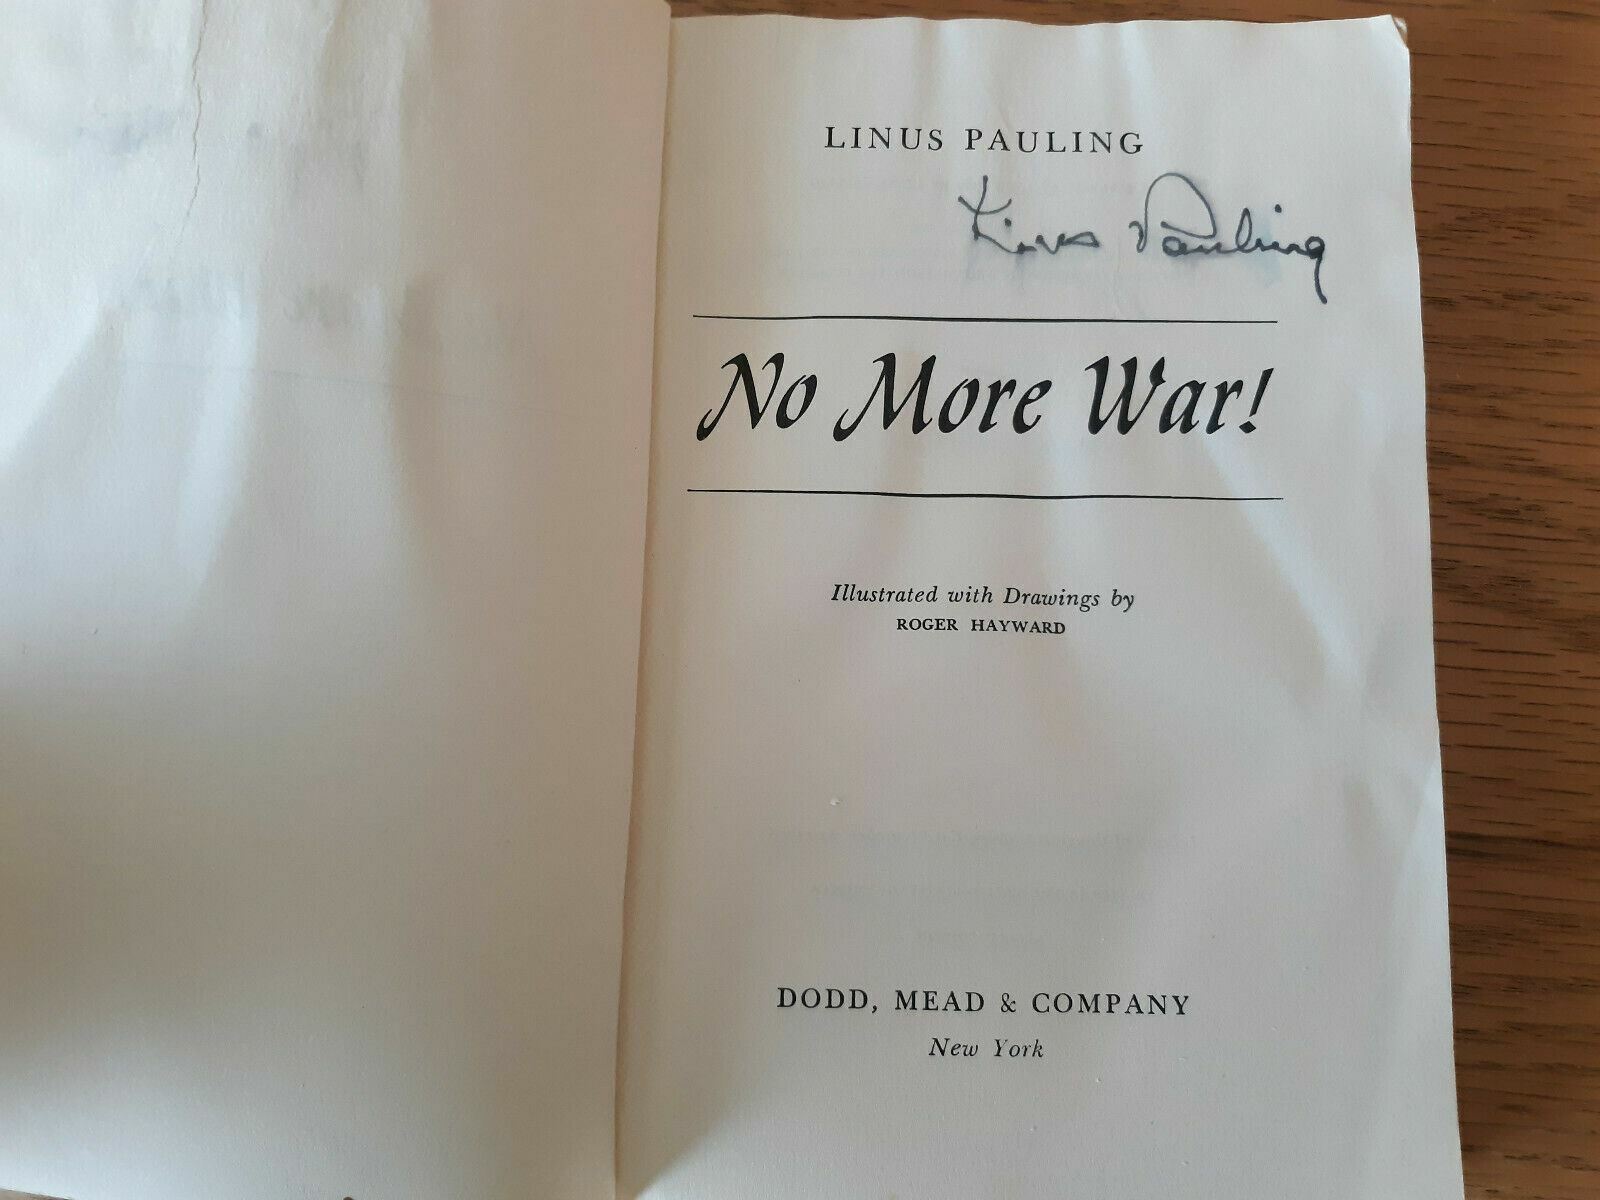 LINUS PAULING
Linus Pauling
No More War!
Illustrated with Drawings by
ROGER HAYWARD
DODD, MEAD & COMPANY
New York